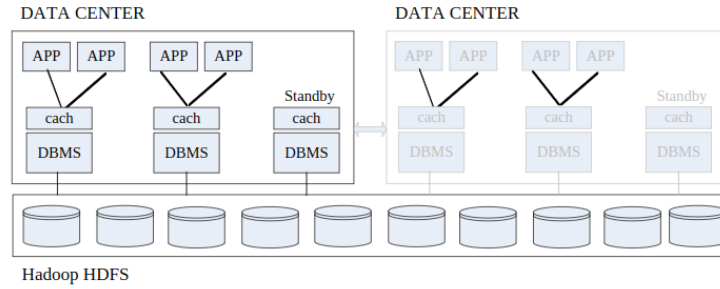 DATA CENTER DATA CENTER
APP APP APP APP APP APP APP APP
Standby Standby
cach cach cach cach cach cach
DBMS DBMS DBMS DBMS DBMS DBMS
Hadoop HDFS